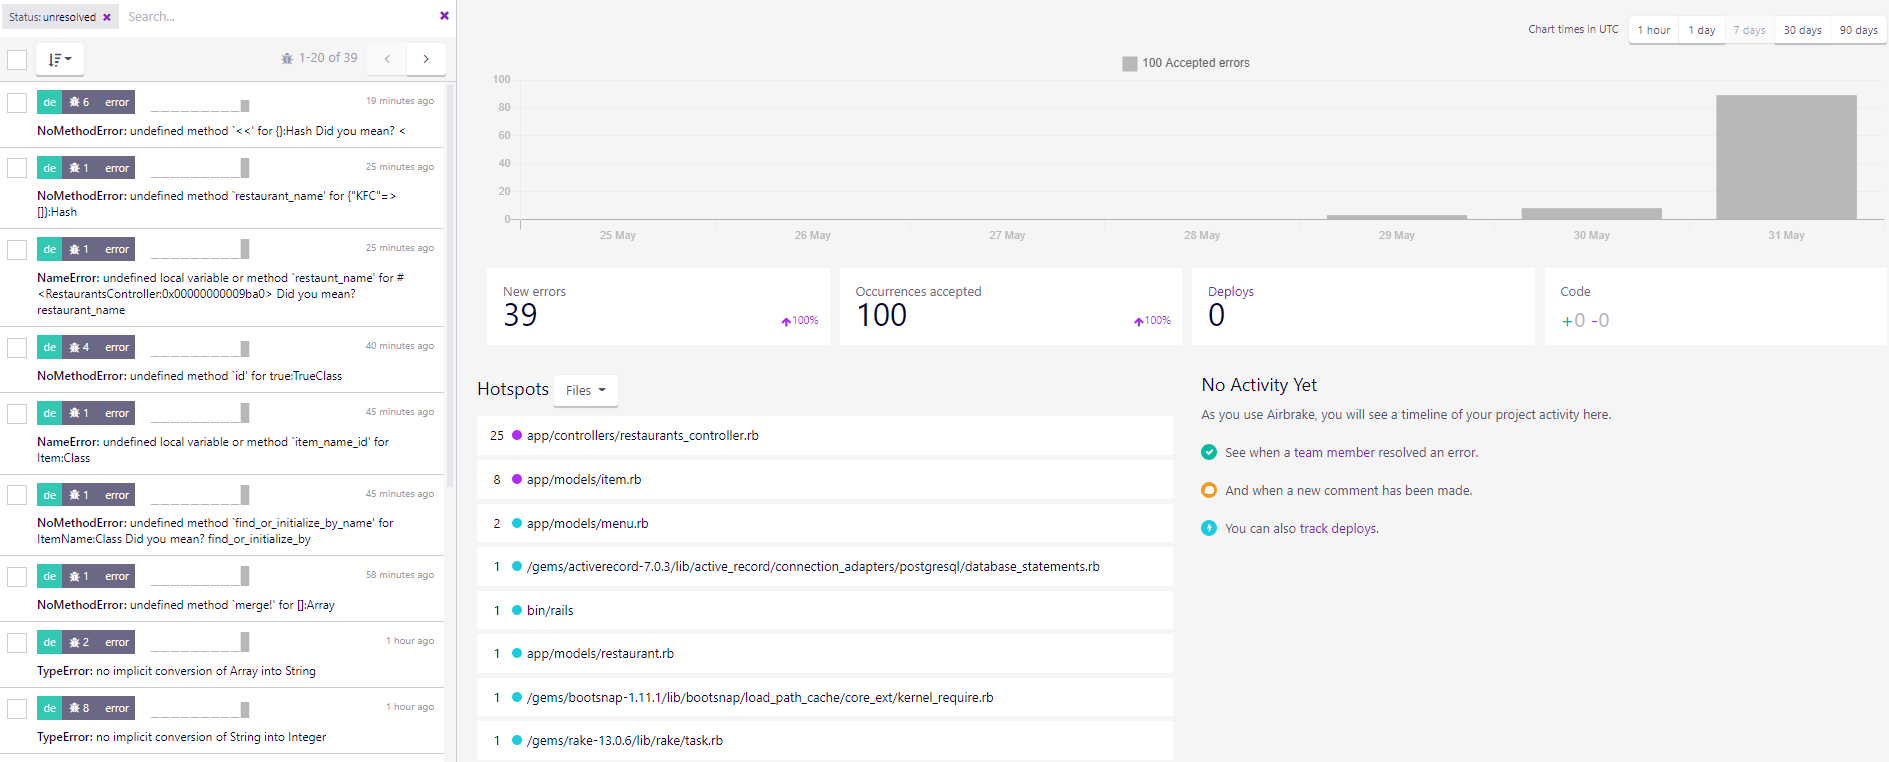 Status: unresolved × Search... ×
1-20 of 39
de 6 error 19 minutes ago
NoMethodError: undefined method `<<' for {}:Hash Did you mean? <
de 1 error 25 minutes ago
NoMethodError: undefined method `restaurant_name' for {"KFC"=>
[]}:Hash
de 1 error 25 minutes ago
NameError: undefined local variable or method `restaunt_name' for #
<RestaurantsController:0x00000000009ba0> Did you mean?
restaurant_name
de 4 error 40 minutes ago
NoMethodError: undefined method `id' for true:TrueClass
de 1 error 45 minutes ago
NameError: undefined local variable or method `item_name_id' for
Item:Class
de 1 error 45 minutes ago
NoMethodError: undefined method `find_or_initialize_by_name' for
ItemName:Class Did you mean? find_or_initialize_by
de 1 error 58 minutes ago
NoMethodError: undefined method `merge!' for []:Array
de 2 error 1 hour ago
TypeError: no implicit conversion of Array into String
de 8 error 1 hour ago
TypeError: no implicit conversion of String into Integer
Chart times in UTC 1 hour 1 day 7 days 30 days 90 days
100 Accepted errors
100
80
60
40
20
0
25 May 26 May 27 May 28 May 29 May 30 May 31 May
New errors
39
100%
Occurrences accepted
100
100%
Deploys
0
Code
+0 -0
Hotspots Files
25 app/controllers/restaurants_controller.rb
8 app/models/item.rb
2 app/models/menu.rb
1 /gems/activerecord-7.0.3/lib/active_record/connection_adapters/postgresql/database_statements.rb
1 bin/rails
1 app/models/restaurant.rb
1 /gems/bootsnap-1.11.1/lib/bootsnap/load_path_cache/core_ext/kernel_require.rb
1 /gems/rake-13.0.6/lib/rake/task.rb
No Activity Yet
As you use Airbrake, you will see a timeline of your project activity here.
See when a team member resolved an error.
And when a new comment has been made.
You can also track deploys.